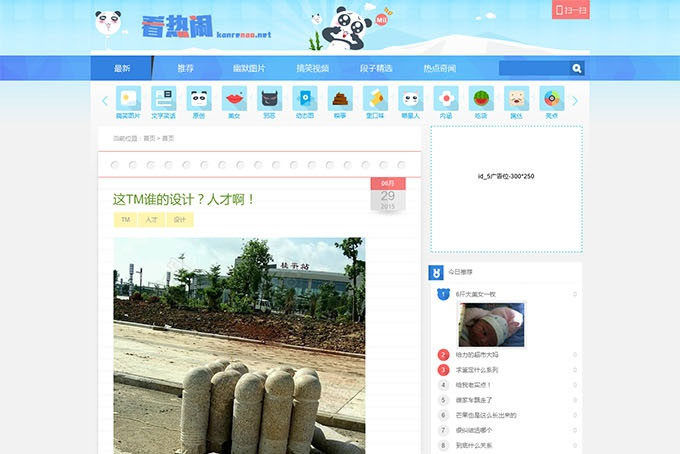 扫一扫
看热闹
kanrenao.net
最新
推荐
幽默图片
搞笑视频
段子精选
热点奇闻
搞笑图片
文字笑话
原创
美女
邪恶
动态图
糗事
重口味
萌星人
内涵
吃货
屌丝
亮点
当前位置：首页 > 首页
这TM谁的设计？人才啊！
06月
29
2015
TM
人才
设计
桂平站
id_5广告位-300*250
今日推荐
1 6斤大美女一枚 0
2 给力的超市大妈 0
3 求鉴定什么系列 0
4 给我老实点！ 0
5 谁家车飘走了 0
6 芒果也是这么长出来的 0
7 很纠结选哪个 0
8 到底什么关系 0